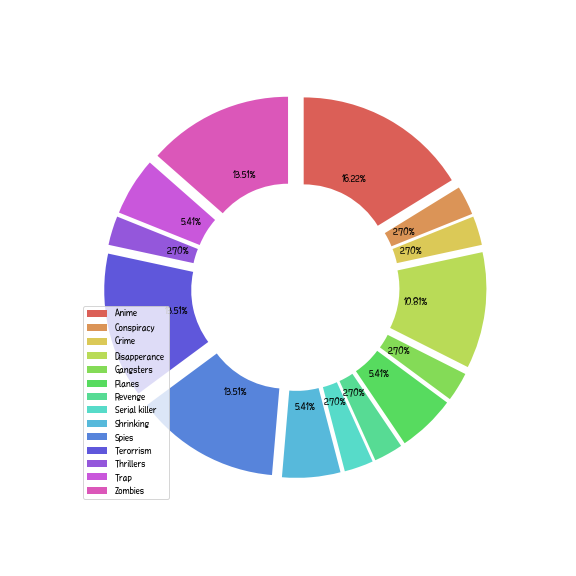 13.51%
16.22%
5.41%
2.70%
2.70%
2.70%
10.81%
13.51%
2.70%
5.41%
13.51%
2.70%
2.70%
5.41%
Anime
Conspiracy
Crime
Disapperance
Gangsters
Planes
Revenge
Serial killer
Shrinking
Spies
Terorrism
Thrillers
Trap
Zombies